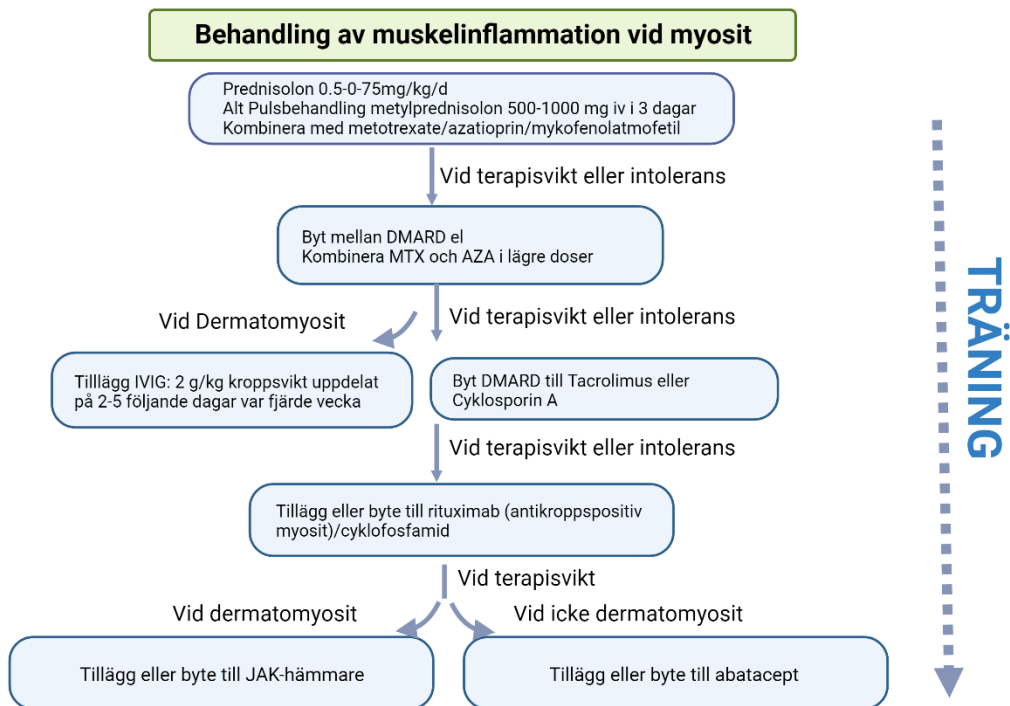 Behandling av muskelinflammation vid myosit
Prednisolon 0.5-0-75mg/kg/d
Alt Pulsbehandling metylprednisolon 500-1000 mg iv i 3 dagar
Kombinera med metotrexate/azatioprin/mykofenolatmofetil
Vid terapisvikt eller intolerans
Byt mellan DMARD el
Kombinera MTX och AZA i lägre doser
Vid Dermatomyosit
Vid terapisvikt eller intolerans
Tilllägg IVIG: 2 g/kg kroppsvikt uppdelat
på 2-5 följande dagar var fjärde vecka
Byt DMARD till Tacrolimus eller
Cyklosporin A
Vid terapisvikt eller intolerans
Tillägg eller byte till rituximab (antikroppspositiv
myosit)/cyklofosfamid
Vid terapisvikt
Vid dermatomyosit
Vid icke dermatomyosit
Tillägg eller byte till JAK-hämmare
Tillägg eller byte till abatacept
TRÄNING